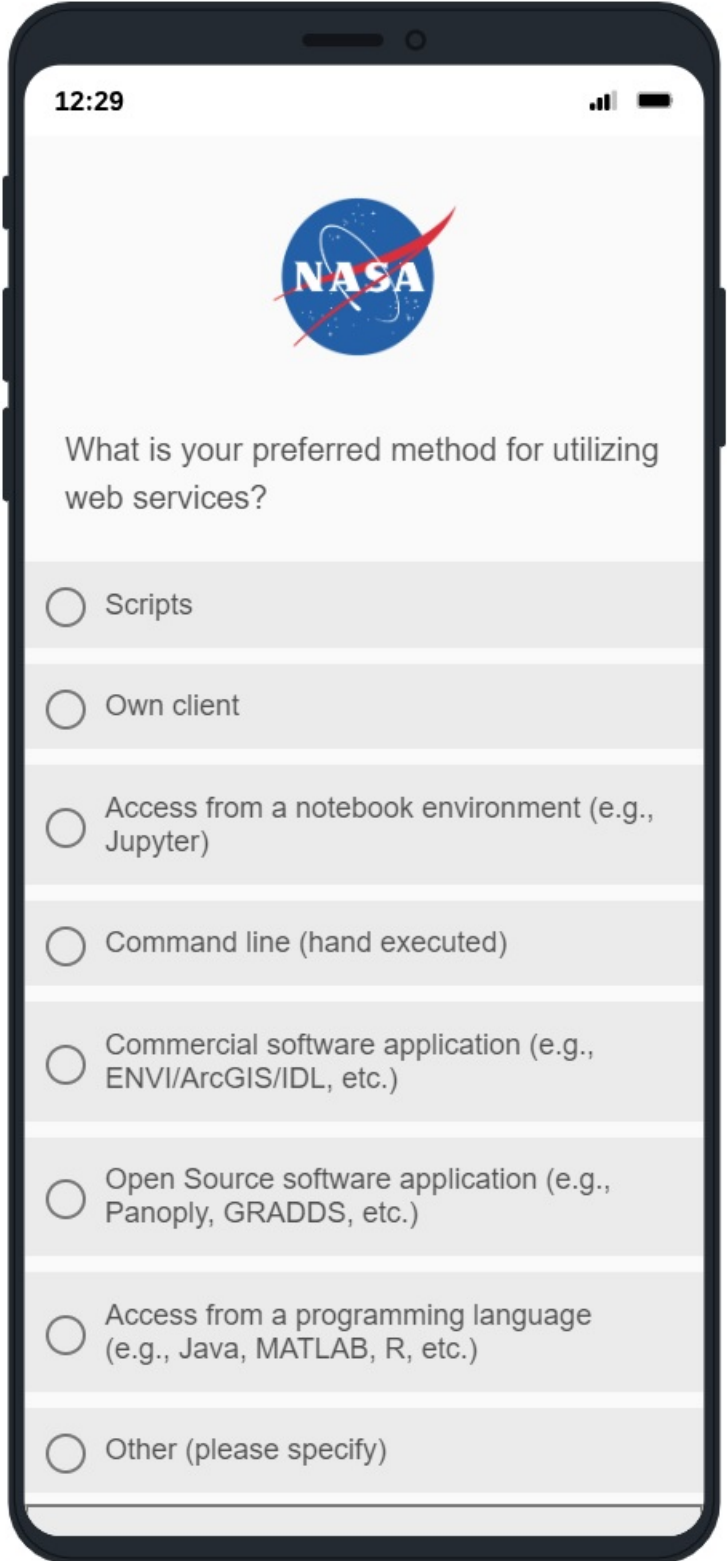 12:29
NASA
What is your preferred method for utilizing
web services?
Scripts
Own client
Access from a notebook environment (e.g.,
Jupyter)
Command line (hand executed)
Commercial software application (e.g.,
ENVI/ArcGIS/IDL, etc.)
Open Source software application (e.g.,
Panoply, GRADDS, etc.)
Access from a programming language
(e.g., Java, MATLAB, R, etc.)
Other (please specify)